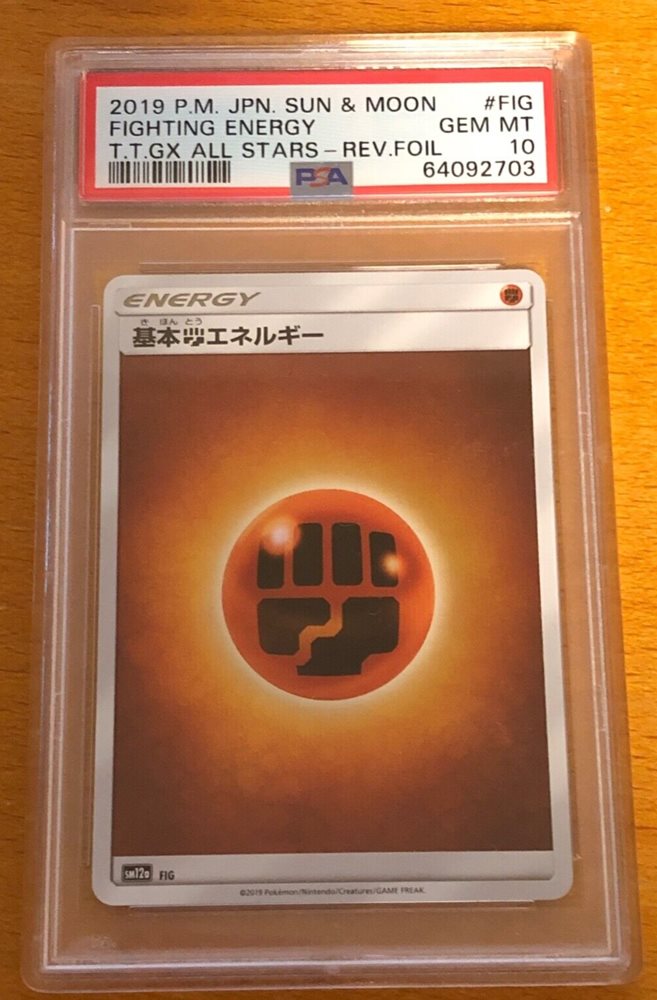 2019 P.M. JPN. SUN & MOON #FIG
FIGHTING ENERGY GEM MT
T.T.GX ALL STARS-REV.FOIL 10
PSA 64092703
ENERGY
き ほん とう
基本エネルギー
SM12a FIG
©2019 Pokémon/Nintendo/Creatures/GAME FREAK.